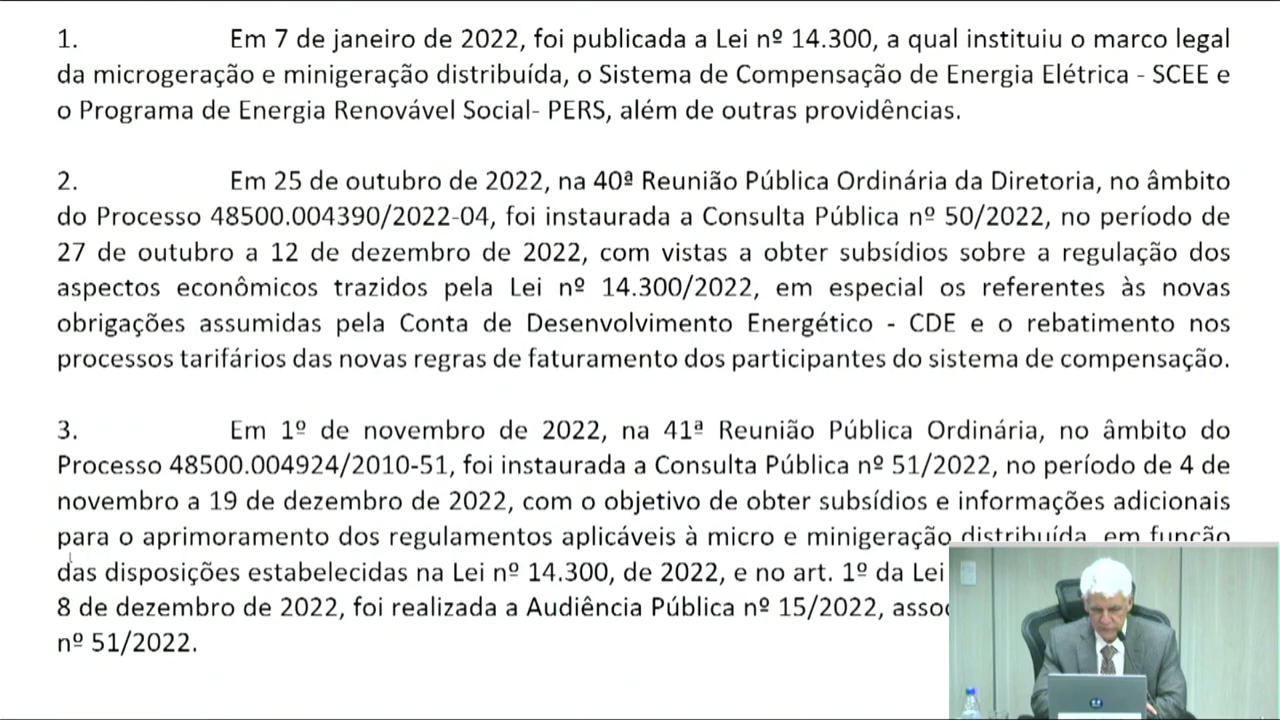 1. Em 7 de janeiro de 2022, foi publicada a Lei nº 14.300, a qual instituiu o marco legal
da microgeração e minigeração distribuída, o Sistema de Compensação de Energia Elétrica - SCEE e
o Programa de Energia Renovável Social- PERS, além de outras providências.
2. Em 25 de outubro de 2022, na 40ª Reunião Pública Ordinária da Diretoria, no âmbito
do Processo 48500.004390/2022-04, foi instaurada a Consulta Pública nº 50/2022, no período de
27 de outubro a 12 de dezembro de 2022, com vistas a obter subsídios sobre a regulação dos
aspectos econômicos trazidos pela Lei nº 14.300/2022, em especial os referentes às novas
obrigações assumidas pela Conta de Desenvolvimento Energético - CDE e o rebatimento nos
processos tarifários das novas regras de faturamento dos participantes do sistema de compensação.
3. Em 1º de novembro de 2022, na 41ª Reunião Pública Ordinária, no âmbito do
Processo 48500.004924/2010-51, foi instaurada a Consulta Pública nº 51/2022, no período de 4 de
novembro a 19 de dezembro de 2022, com o objetivo de obter subsídios e informações adicionais
para o aprimoramento dos regulamentos aplicáveis à micro e minigeração distribuída, em função
das disposições estabelecidas na Lei nº 14.300, de 2022, e no art. 1º da Lei
8 de dezembro de 2022, foi realizada a Audiência Pública nº 15/2022,
nº 51/2022.